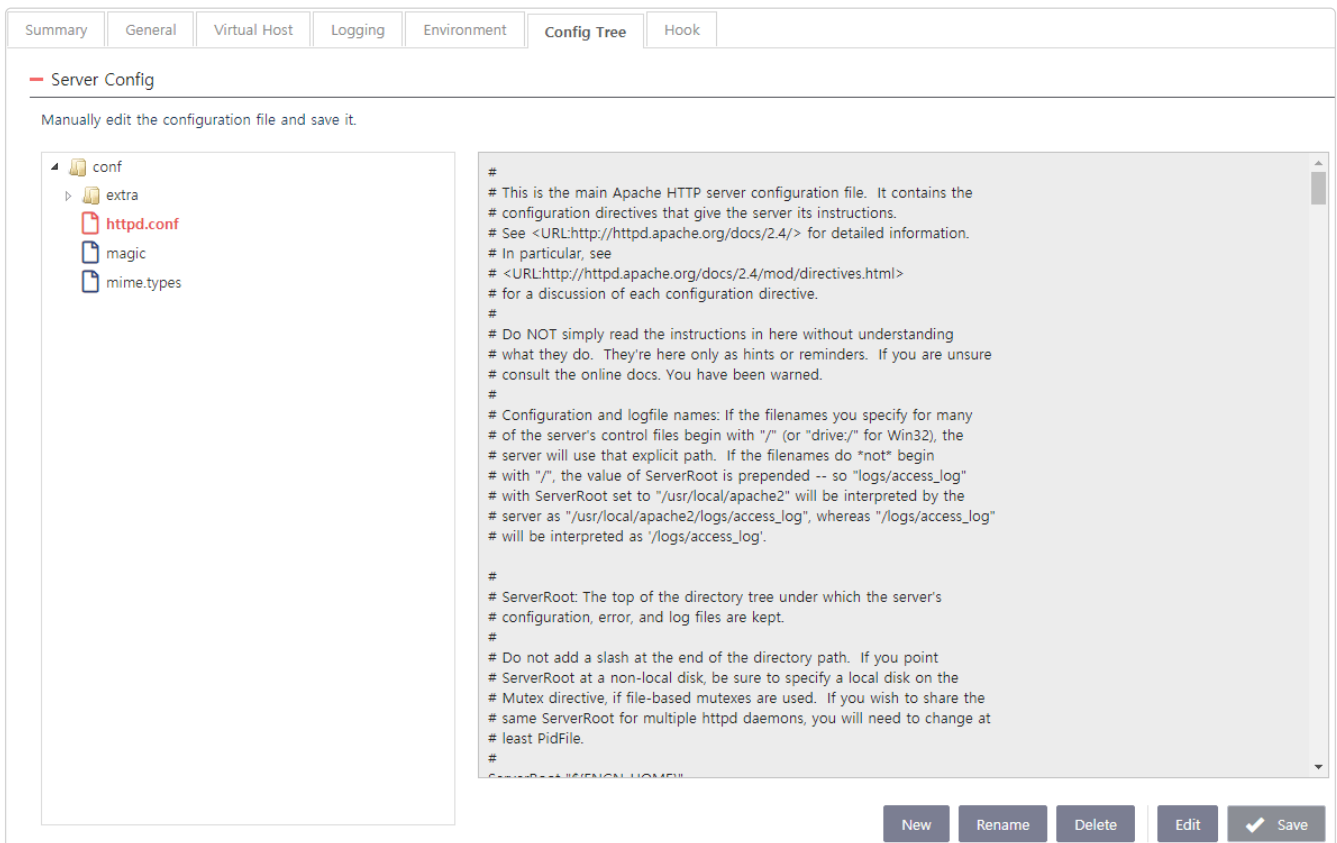 Summary
General
Virtual Host
Logging
Environment
Config Tree
Hook
Server Config
Manually edit the configuration file and save it.
conf
extra
httpd.conf
magic
mime.types
#
# This is the main Apache HTTP server configuration file.  It contains the
# configuration directives that give the server its instructions.
# See <URL:http://httpd.apache.org/docs/2.4/> for detailed information.
# In particular, see
# <URL:http://httpd.apache.org/docs/2.4/mod/directives.html>
# for a discussion of each configuration directive.
#
# Do NOT simply read the instructions in here without understanding
# what they do.  They're here only as hints or reminders.  If you are unsure
# consult the online docs. You have been warned.
#
# Configuration and logfile names: If the filenames you specify for many
# of the server's control files begin with "/" (or "drive:/" for Win32), the
# server will use that explicit path.  If the filenames do *not* begin
# with "/", the value of ServerRoot is prepended -- so "logs/access_log"
# with ServerRoot set to "/usr/local/apache2" will be interpreted by the
# server as "/usr/local/apache2/logs/access_log", whereas "/logs/access_log"
# will be interpreted as '/logs/access_log'.
#
# ServerRoot: The top of the directory tree under which the server's
# configuration, error, and log files are kept.
#
# Do not add a slash at the end of the directory path.  If you point
# ServerRoot at a non-local disk, be sure to specify a local disk on the
# Mutex directive, if file-based mutexes are used.  If you wish to share the
# same ServerRoot for multiple httpd daemons, you will need to change at
# least PidFile.
#
ServerRoot
New
Rename
Delete
Edit
Save